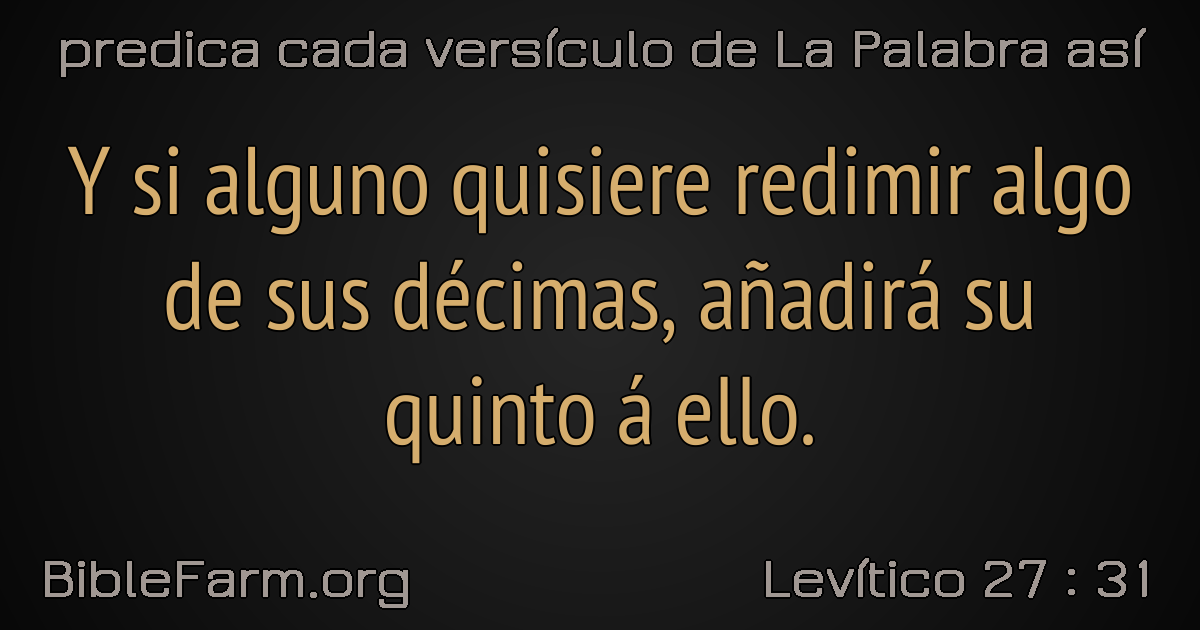 predica cada versículo de La Palabra así
Y si alguno quisiere redimir algo
de sus décimas, añadirá su
quinto á ello.
BibleFarm.org
Levítico 27 : 31